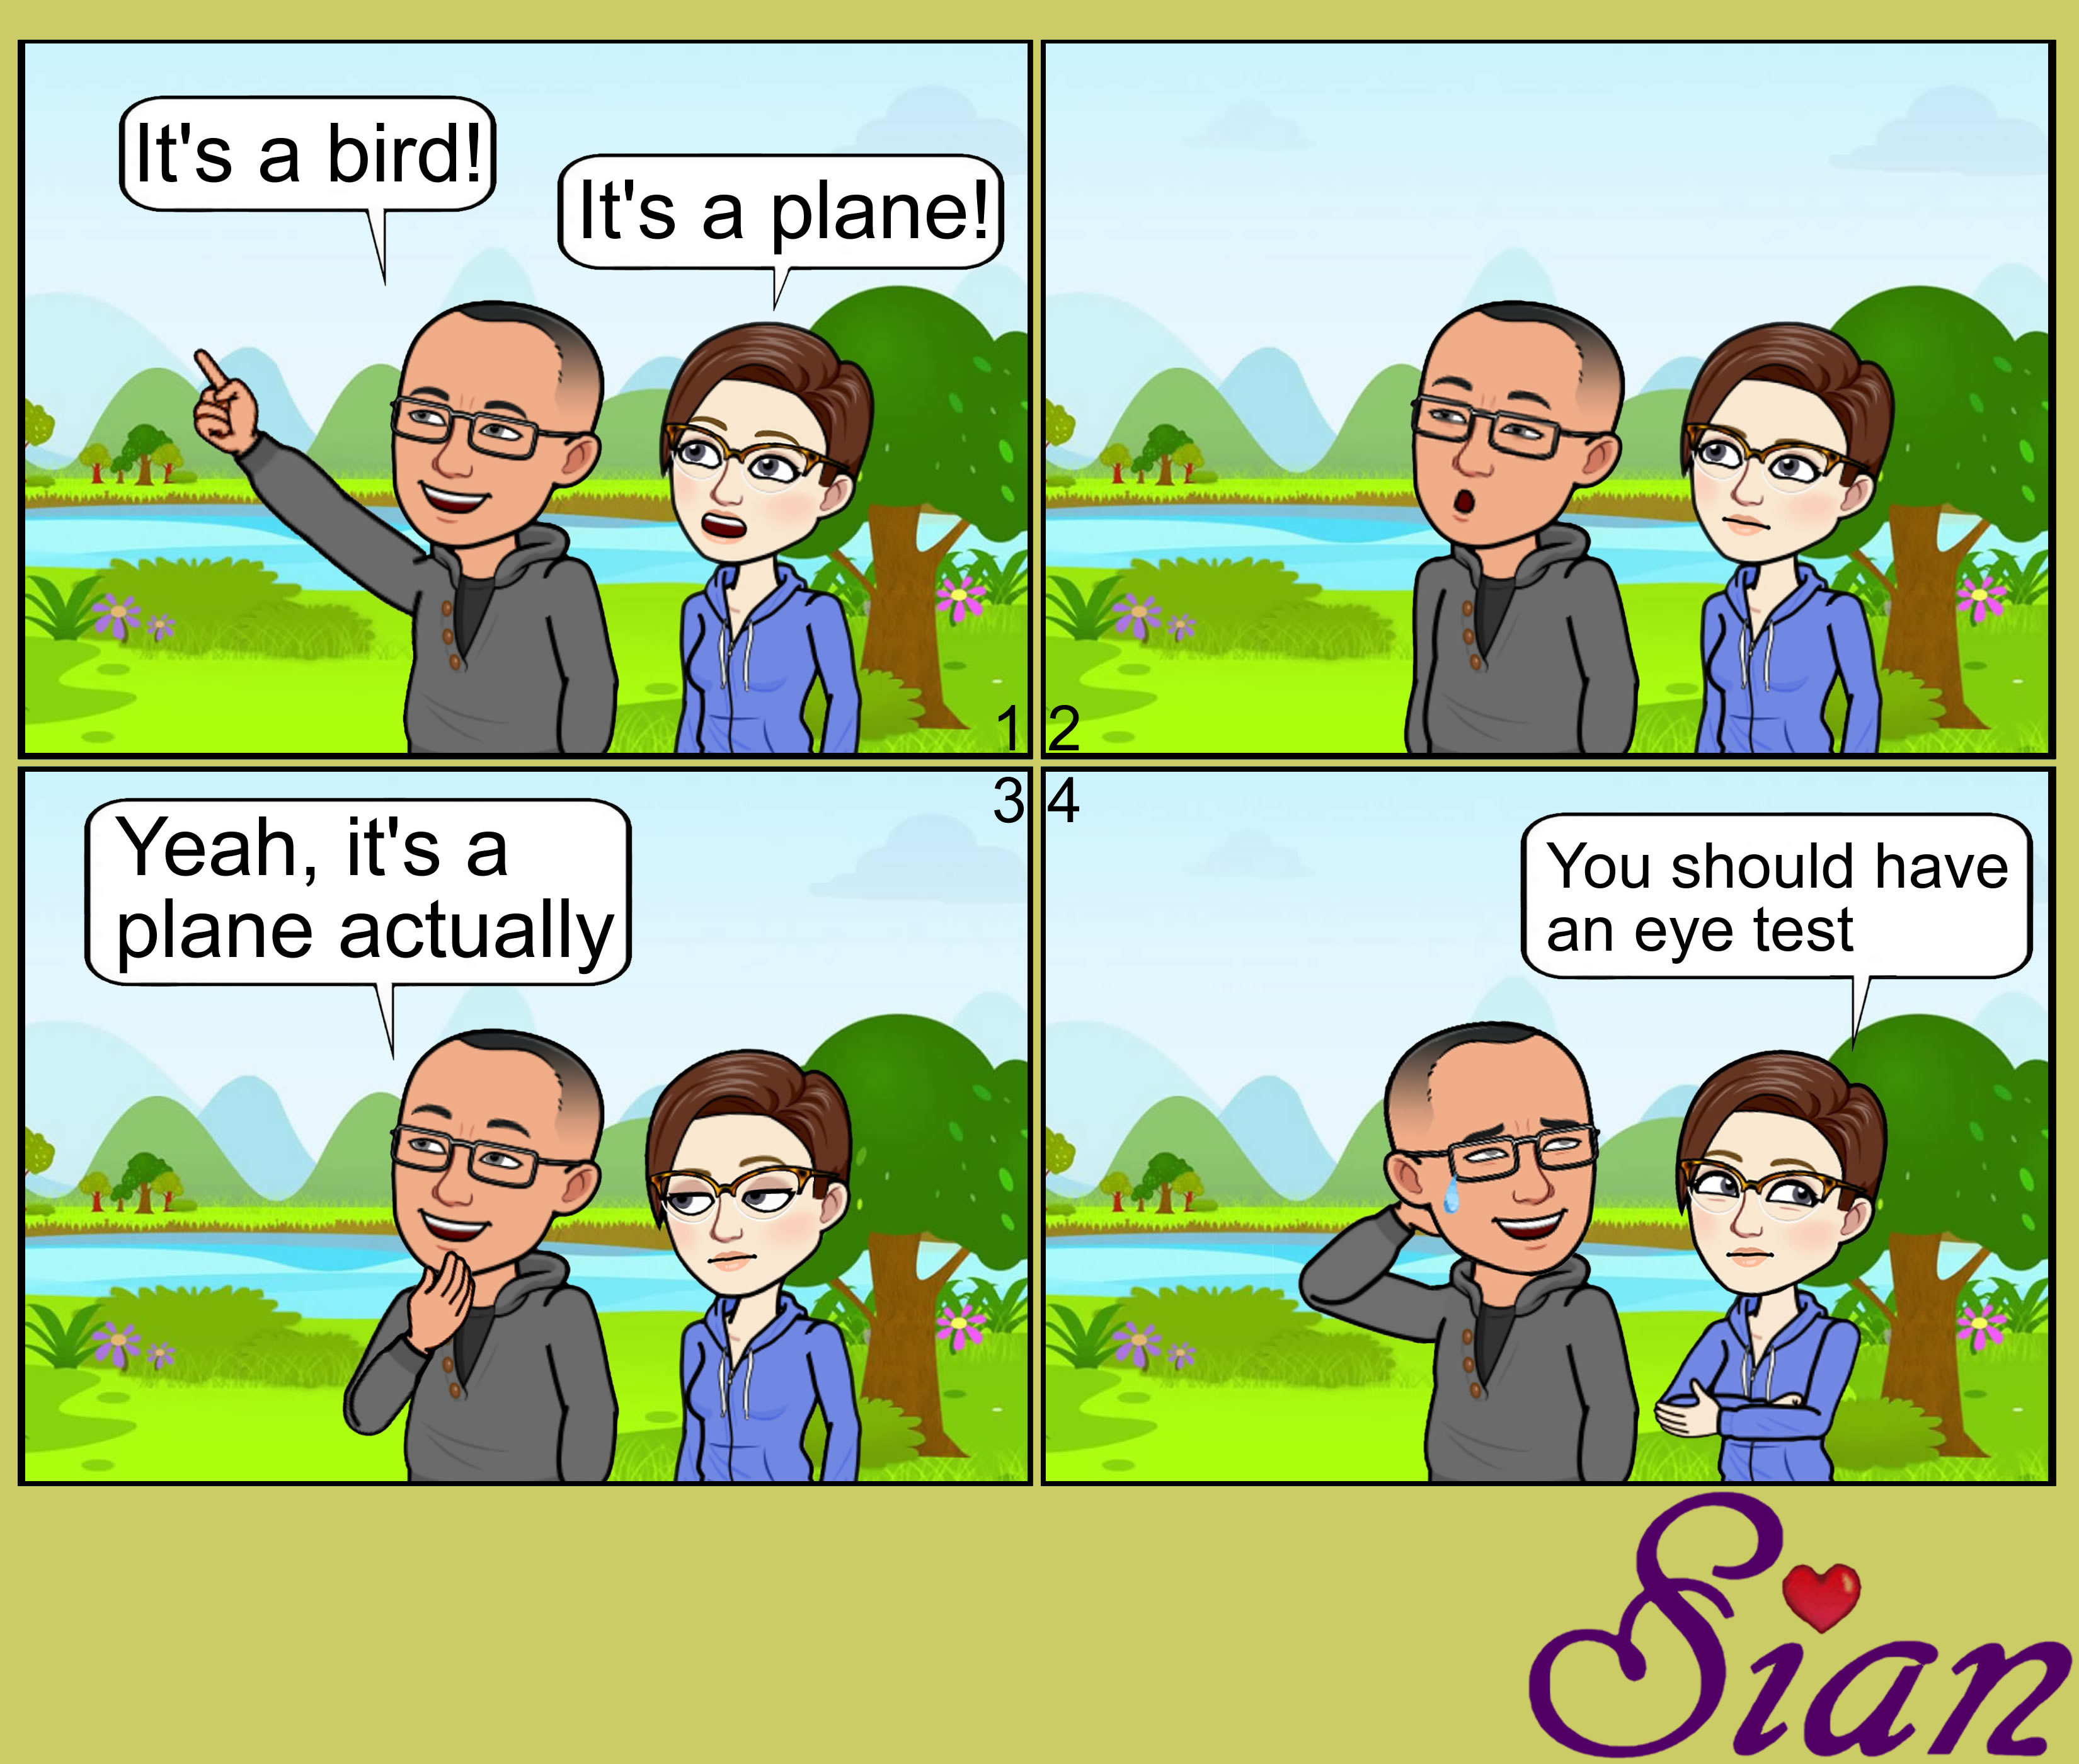 It's a bird!
It's a plane!
1
2
3
Yeah, it's a
plane actually
4
You should have
an eye test
Sian